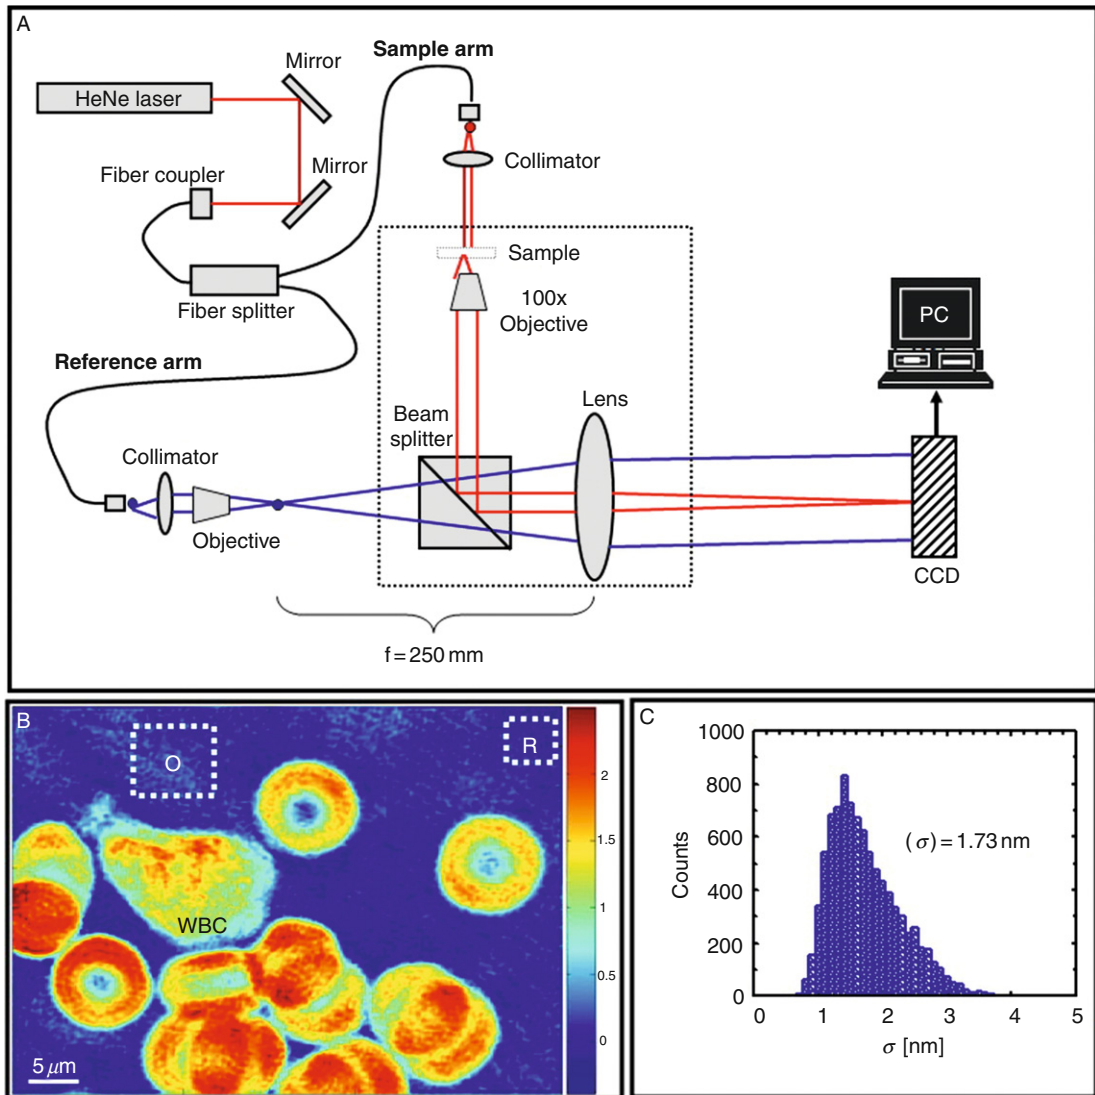 A
Sample arm
Mirror
HeNe laser
Collimator
Mirror
Fiber coupler
Sample
100x
Objective
Fiber splitter
PC
Reference arm
Lens
Beam
splitter
Collimator
Objective
CCD
f = 250 mm
B
O
R
WBC
5 μm
2
1.5
1
0.5
0
C
1000
800
600
400
200
0
Counts
(σ) = 1.73 nm
0 1 2 3 4 5
σ [nm]